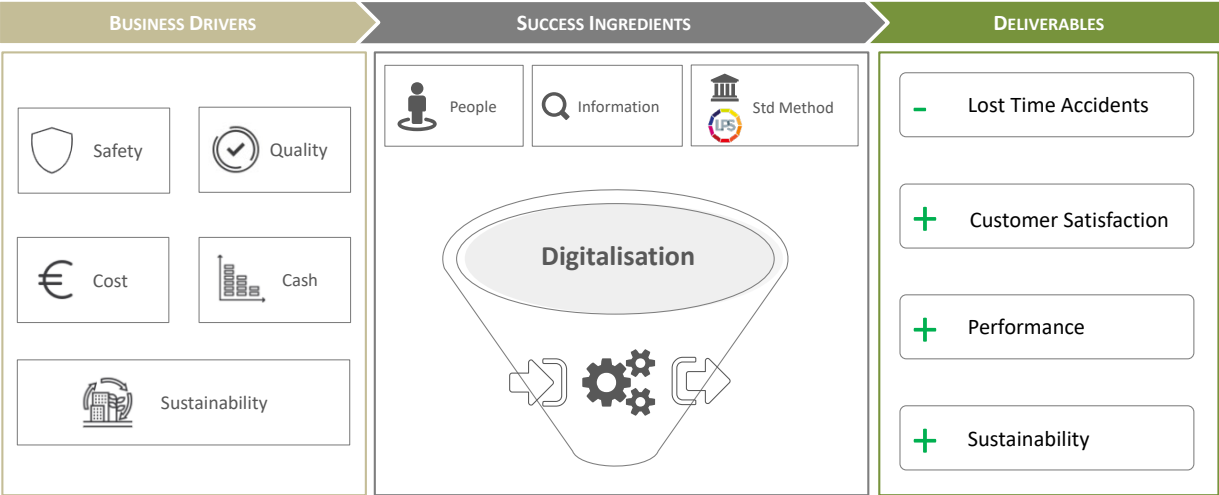 BUSINESS DRIVERS
SUCCESS INGREDIENTS
DELIVERABLES
Safety
Quality
€ Cost
Cash
Sustainability
People
Information
LPS
Std Method
Digitalisation
- Lost Time Accidents
+ Customer Satisfaction
+ Performance
+ Sustainability